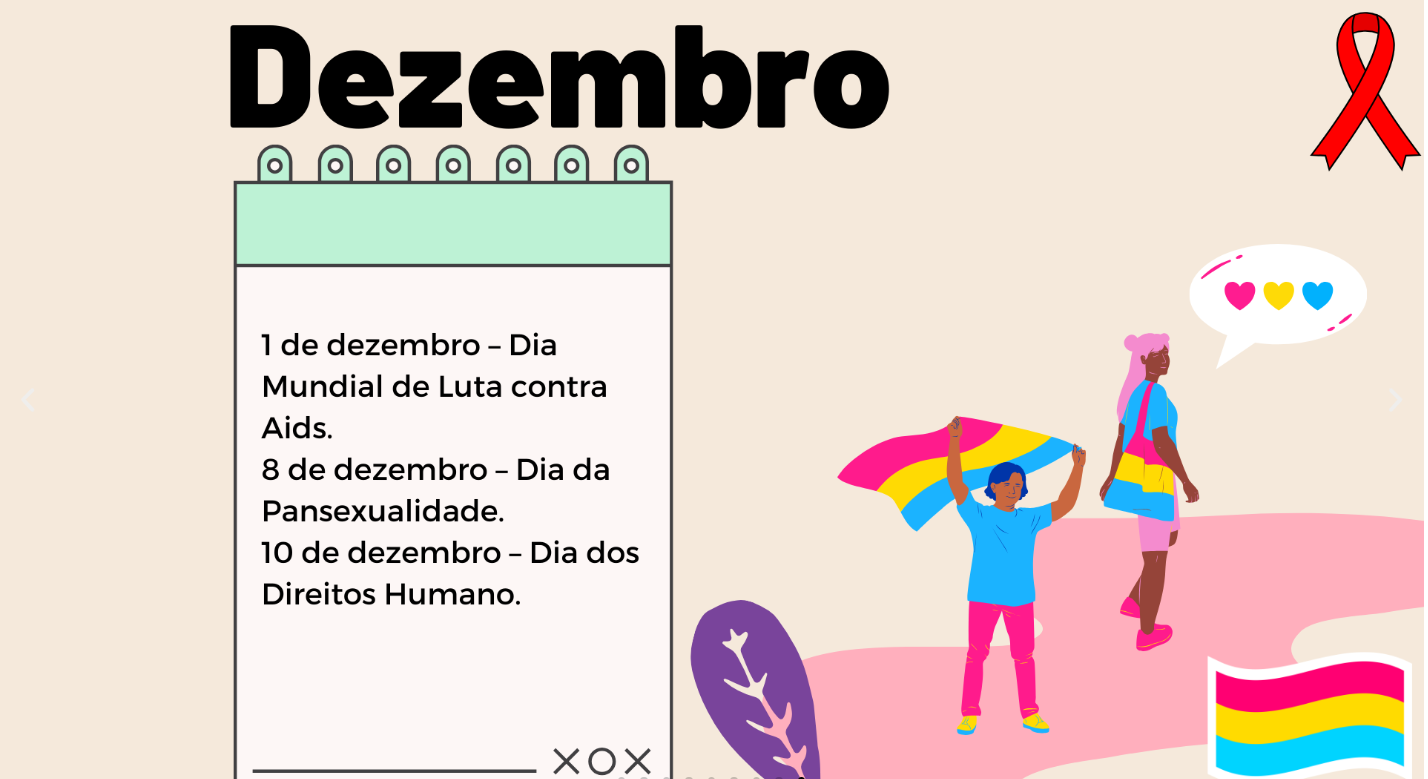 Dezembro
1 de dezembro – Dia
Mundial de Luta contra
Aids.
8 de dezembro – Dia da
Pansexualidade.
10 de dezembro – Dia dos
Direitos Humano.
XOX